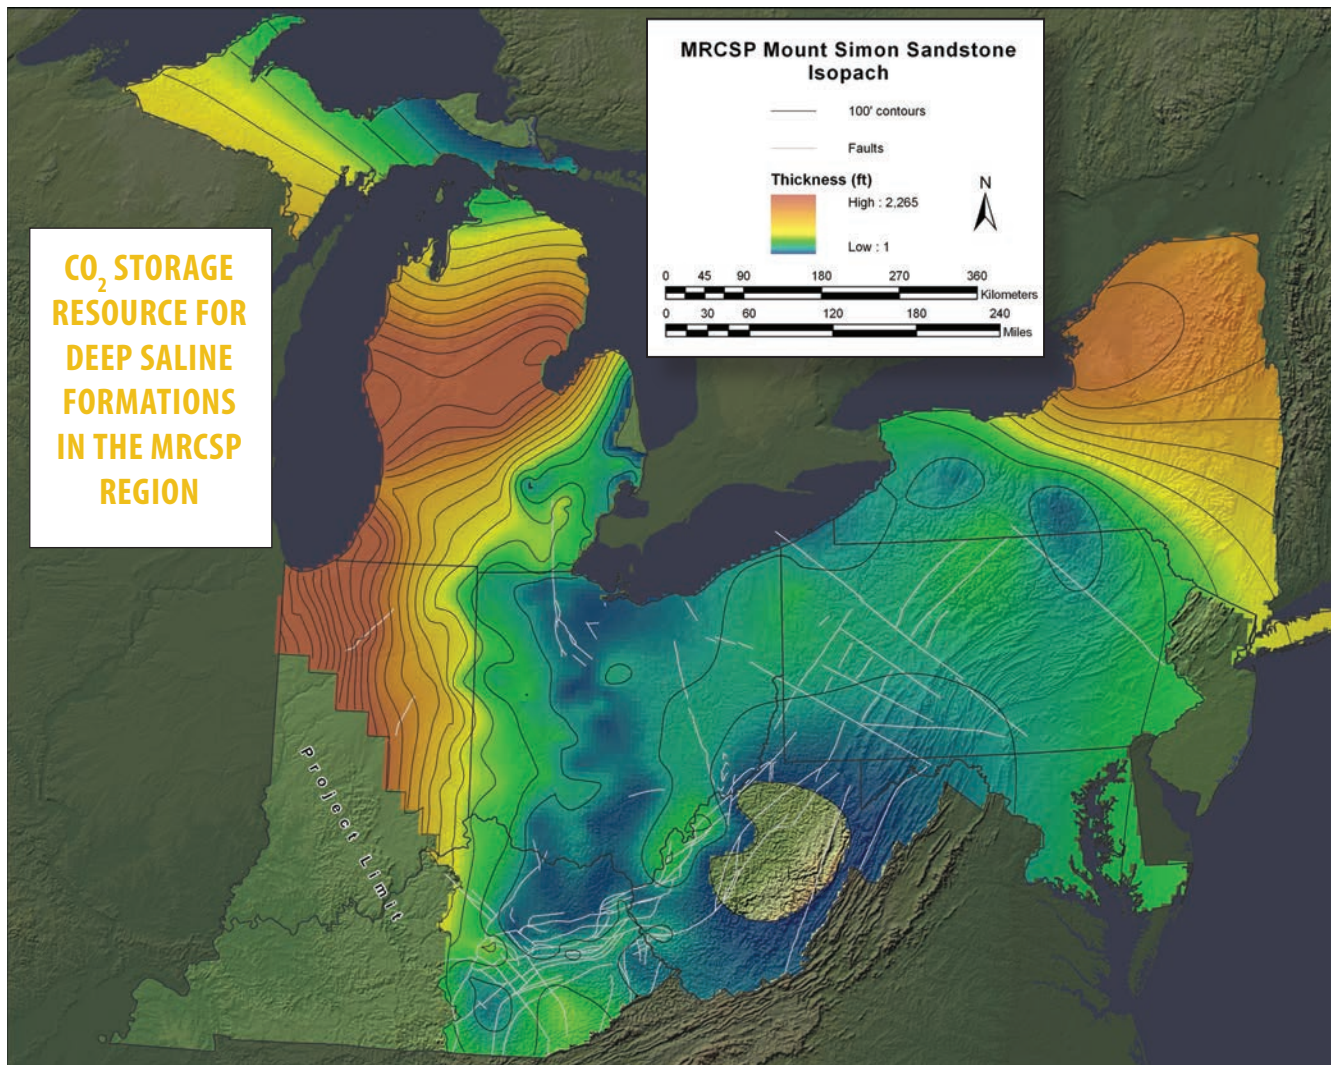 MRCSP Mount Simon Sandstone
Isopach
100' contours
Faults
Thickness (ft)
High : 2,265
Low : 1
N
0 45 90 180 270 360
Kilometers
0 30 60 120 180 240
Miles
CO2 STORAGE
RESOURCE FOR
DEEP SALINE
FORMATIONS
IN THE MRCSP
REGION
Project Limit